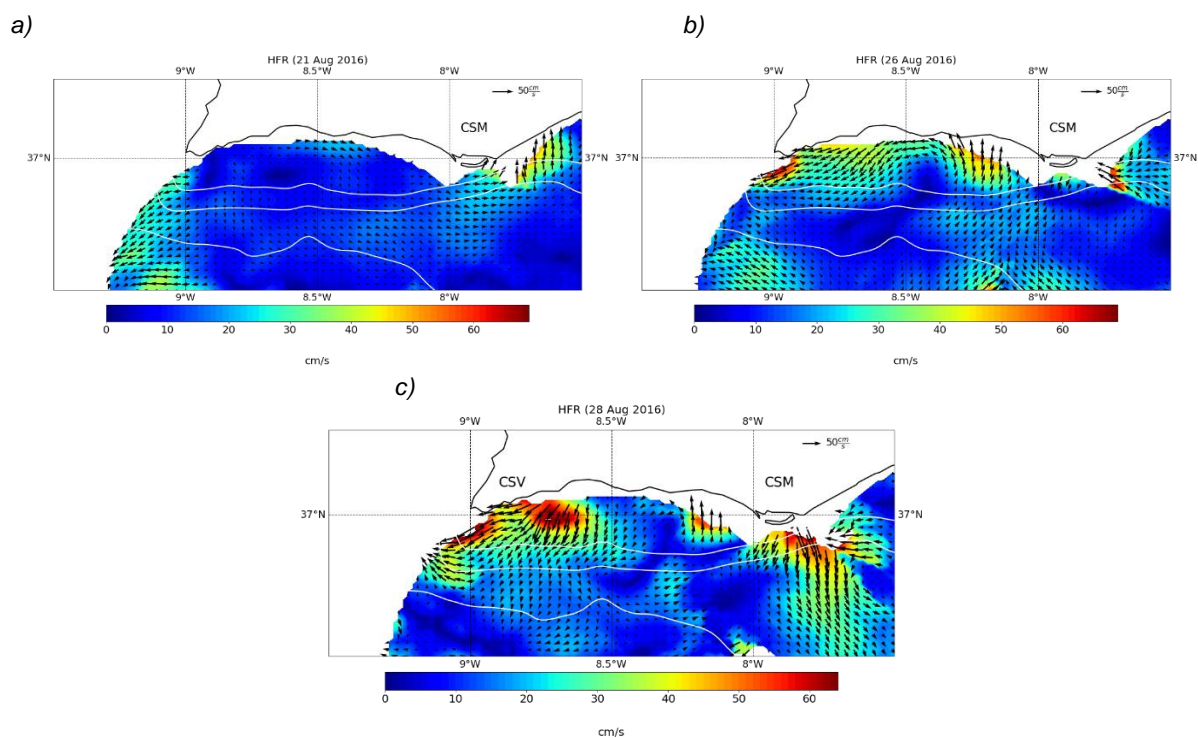 a)
HFR (21 Aug 2016)
9°W 8.5°W 8°W
50 cm/s
CSM
37°N 37°N
9°W 8.5°W 8°W
0 10 20 30 40 50 60
cm/s
b)
HFR (26 Aug 2016)
9°W 8.5°W 8°W
50 cm/s
CSM
37°N 37°N
9°W 8.5°W 8°W
0 10 20 30 40 50 60
cm/s
c)
HFR (28 Aug 2016)
9°W 8.5°W 8°W
50 cm/s
CSV CSM
37°N 37°N
9°W 8.5°W 8°W
0 10 20 30 40 50 60
cm/s